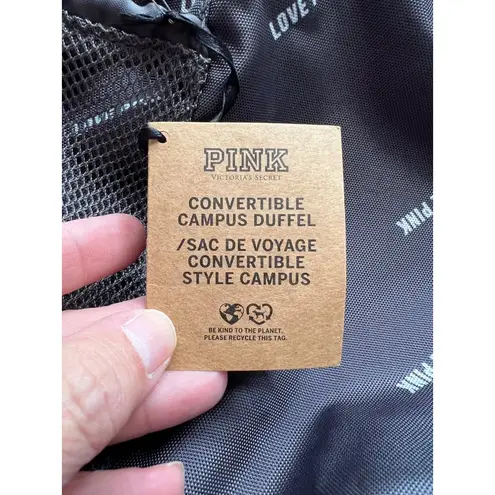 LOVE P
PINK
VICTORIA'S SECRET
CONVERTIBLE
CAMPUS DUFFEL
/SAC DE VOYAGE
CONVERTIBLE
STYLE CAMPUS
BE KIND TO THE PLANET.
PLEASE RECYCLE THIS TAG.
PINK
PINK